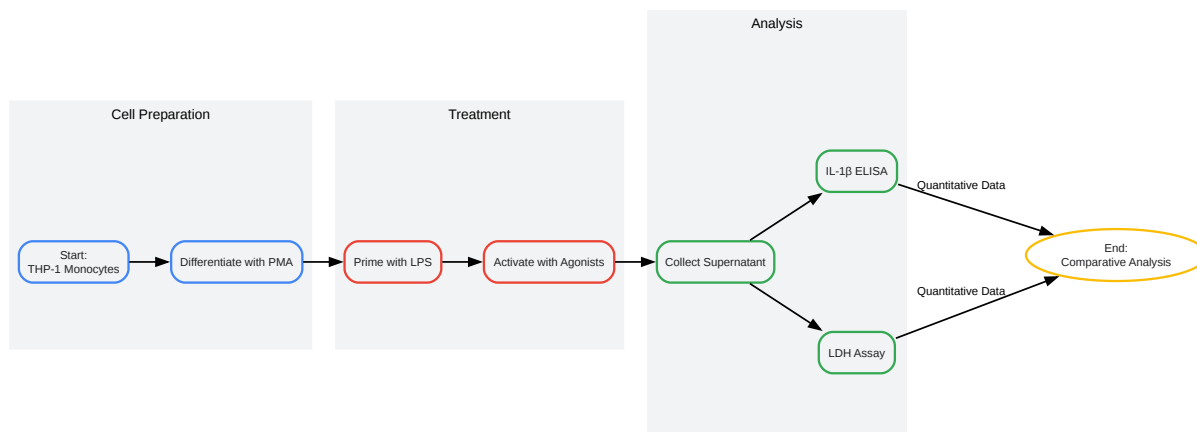 Analysis
Cell Preparation
Treatment
Start:
THP-1 Monocytes
Differentiate with PMA
Prime with LPS
Activate with Agonists
Collect Supernatant
IL-1β ELISA
LDH Assay
Quantitative Data
Quantitative Data
End:
Comparative Analysis